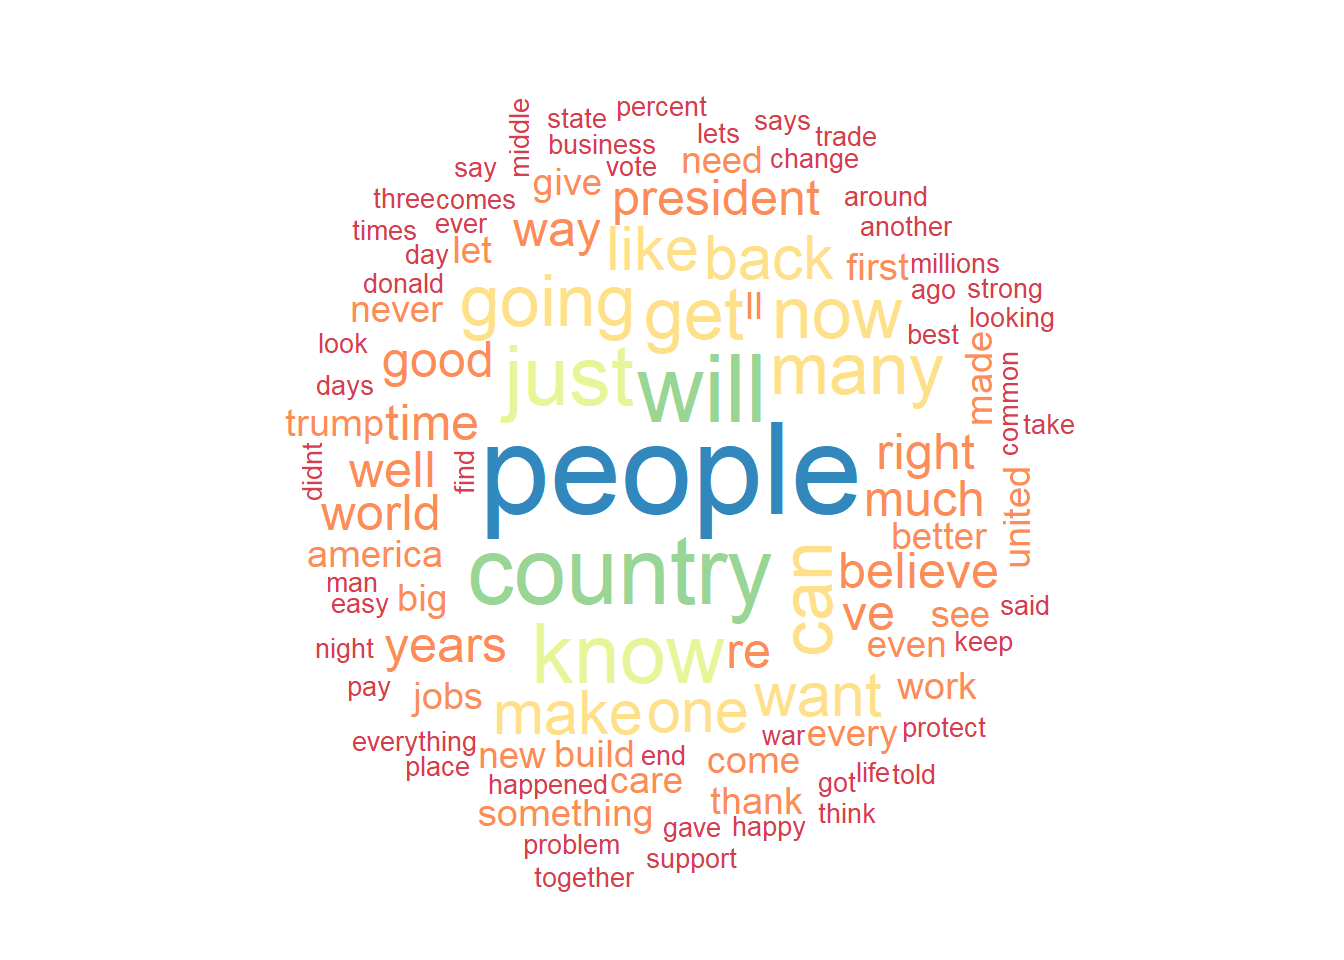 middle
state
percent
business
lets
says
trade
say
vote
need
change
three
comes
give
president
around
times
ever
way
another
day
let
like
back
first
millions
donald
going
get
ll
now
ago
strong
never
best
looking
look
good
just
will
many
made
days
common
trump
time
people
take
didnt
well
find
right
world
much
united
america
country
can
better
man
believe
easy
big
ve
see
said
night
years
know
re
even
keep
pay
jobs
make
one
want
work
everything
new
build
end
war
every
protect
place
come
happened
care
got
life
told
something
thank
think
problem
gave
happy
together
support